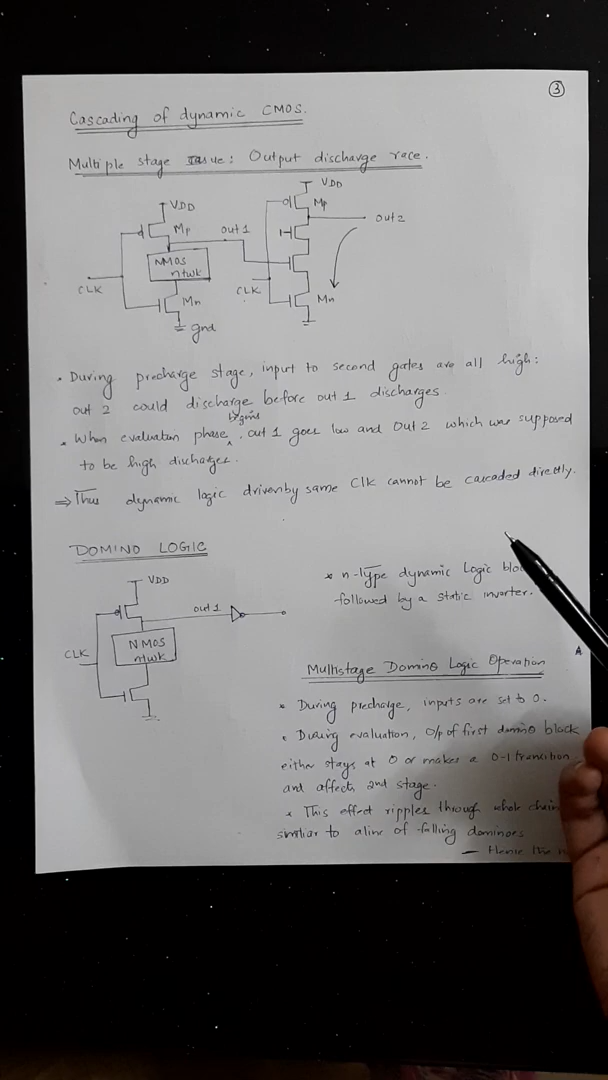 3
Cascading of dynamic CMOS.
Multiple stage Issue: Output discharge race.
VDD
Mp
out 2
VDD
Mp
out 1
NMOS
ntwk
CLK
CLK
Mn
Mn
gnd
• During precharge stage, input to second gates are all high:
out 2 could discharge before out 1 discharges.
begins
• When evaluation phase ^. out 1 goes low and Out 2 which was supposed
to be high discharges.
⇒ Thus dynamic logic driven by same Clk cannot be cascaded directly.
DOMINO LOGIC
VDD
out 1
CLK
NMOS
ntwk
* n-type dynamic Logic bloc
followed by a static inverter.
A
Multistage Domino Logic Operation
* During precharge, inputs are set to 0.
• During evaluation, O/p of first domino block
either stays at 0 or makes a 0-1 transition
and affects 2nd stage.
* This effect ripples through whole chain
similiar to a line of falling dominoes
— Hence the n